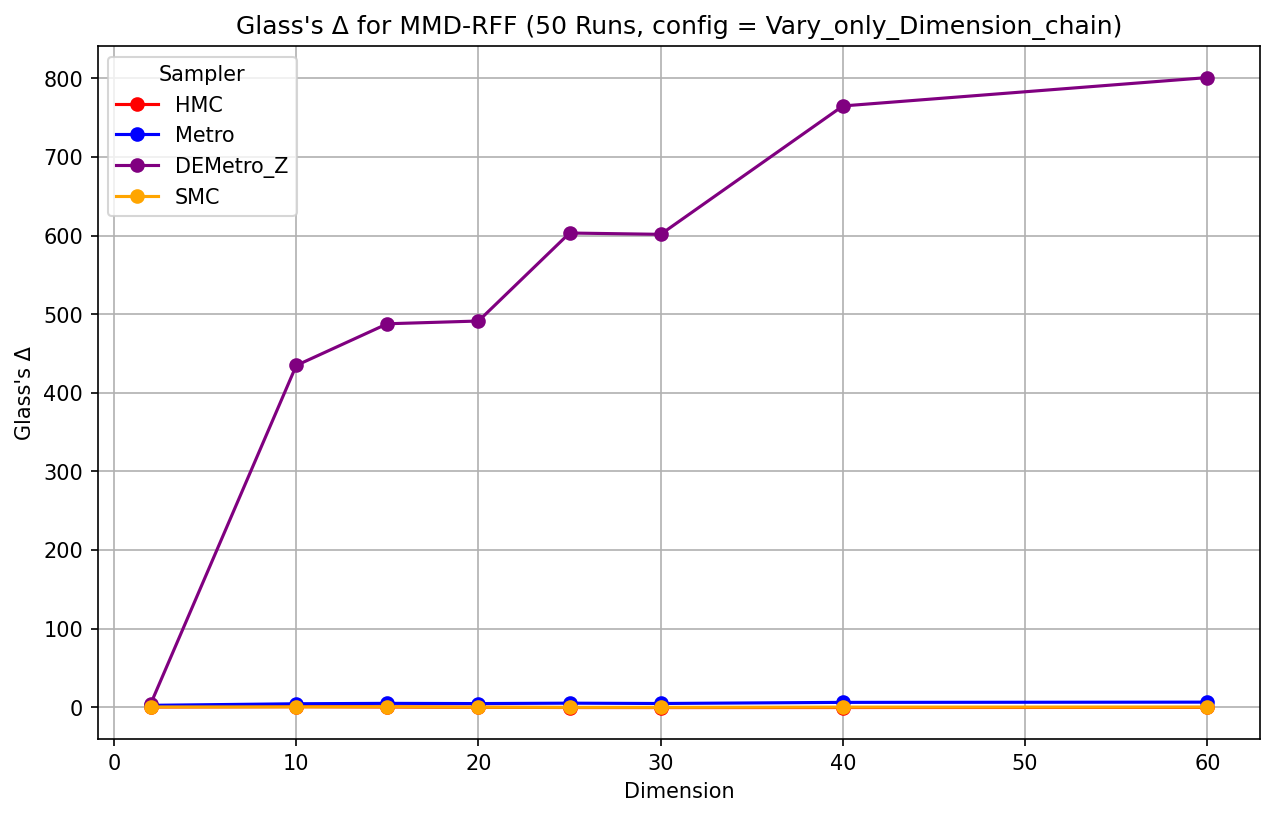 Glass's Δ for MMD-RFF (50 Runs, config = Vary_only_Dimension_chain)
Sampler
HMC
Metro
DEMetro_Z
SMC
Glass's Δ
800
700
600
500
400
300
200
100
0
0 10 20 30 40 50 60
Dimension